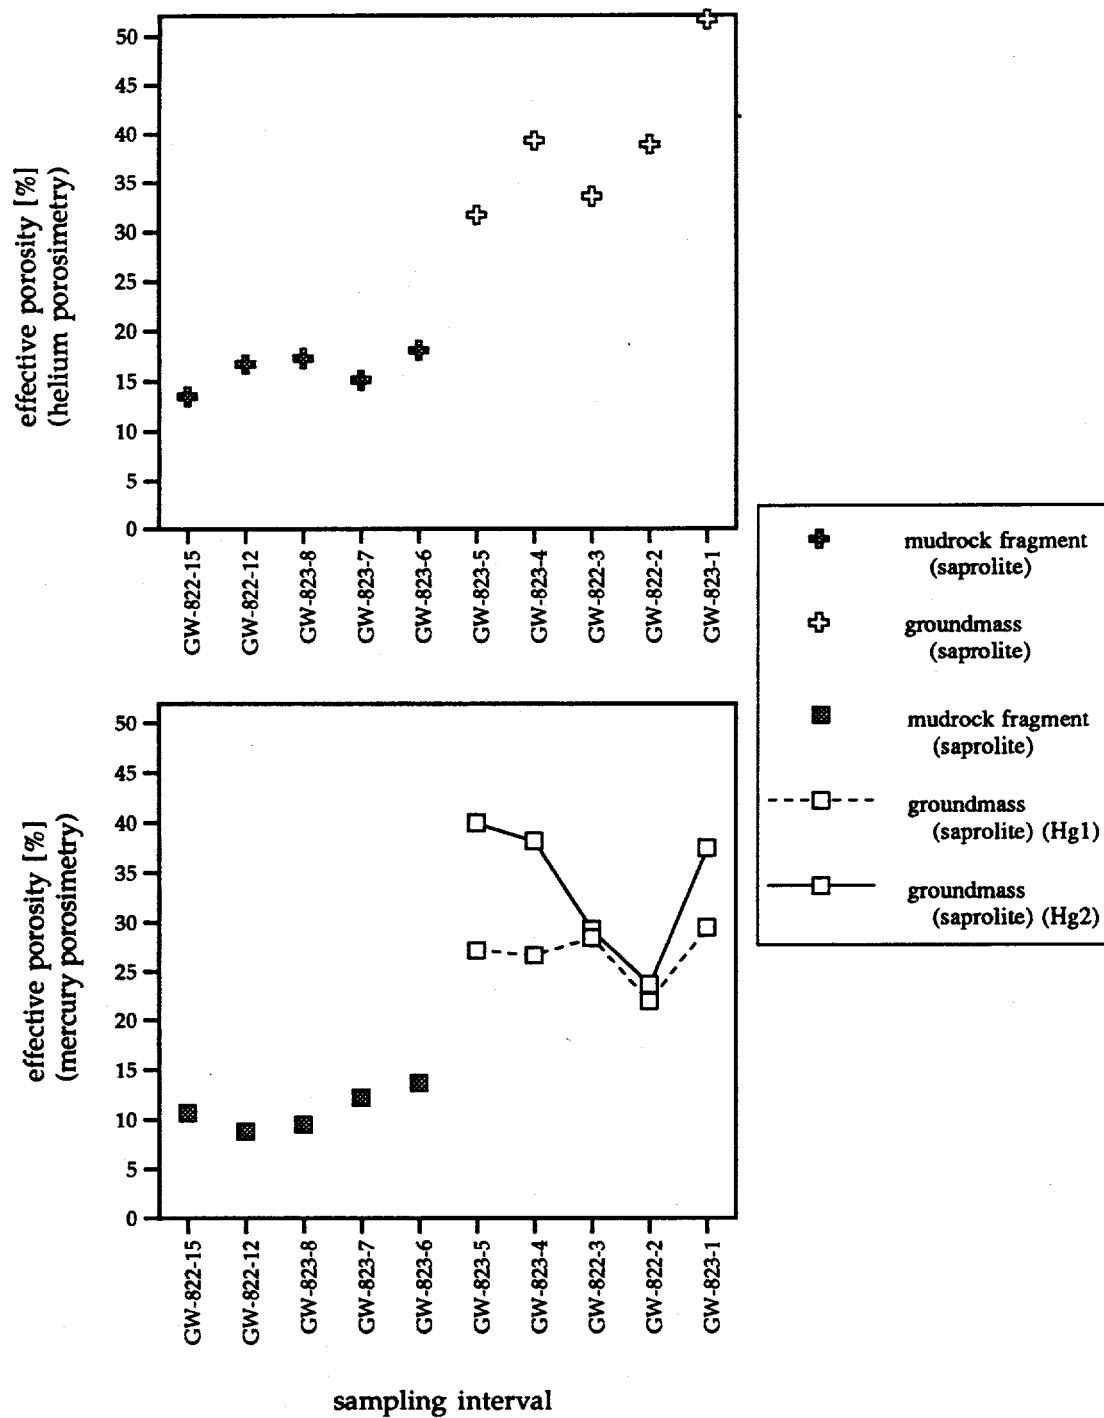 effective porosity [%]
(helium porosimetry)
50
45
40
35
30
25
20
15
10
5
0
GW-822-15
GW-822-12
GW-823-8
GW-823-7
GW-823-6
GW-823-5
GW-823-4
GW-822-3
GW-822-2
GW-823-1
mudrock fragment
(saprolite)
groundmass
(saprolite)
mudrock fragment
(saprolite)
groundmass
(saprolite) (Hg1)
groundmass
(saprolite) (Hg2)
effective porosity [%]
(mercury porosimetry)
50
45
40
35
30
25
20
15
10
5
0
GW-822-15
GW-822-12
GW-823-8
GW-823-7
GW-823-6
GW-823-5
GW-823-4
GW-822-3
GW-822-2
GW-823-1
sampling interval